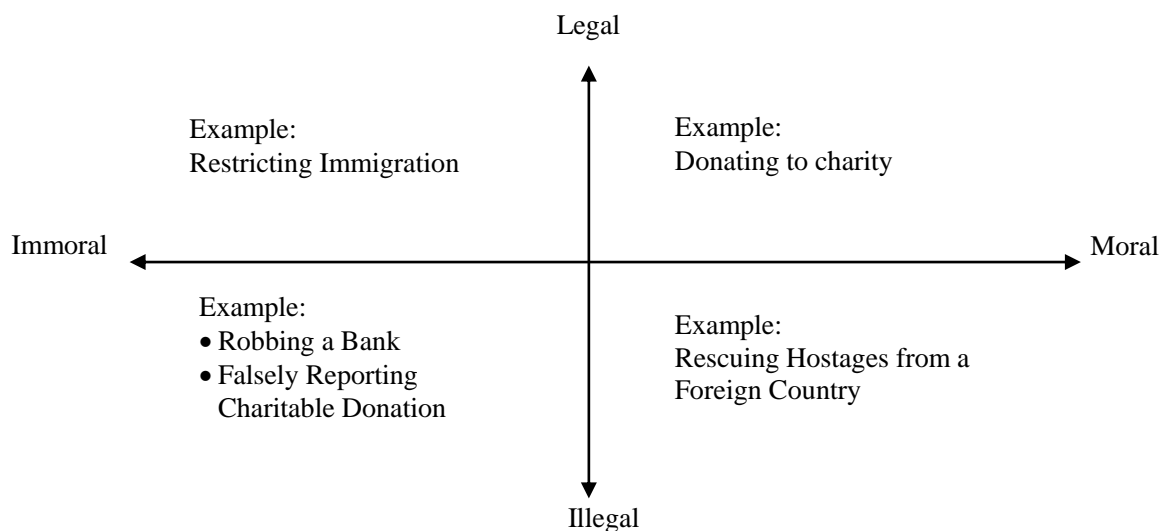 Legal
Example:
Restricting Immigration
Example:
Donating to charity
Immoral
Moral
Example:
• Robbing a Bank
• Falsely Reporting
Charitable Donation
Example:
Rescuing Hostages from a
Foreign Country
Illegal